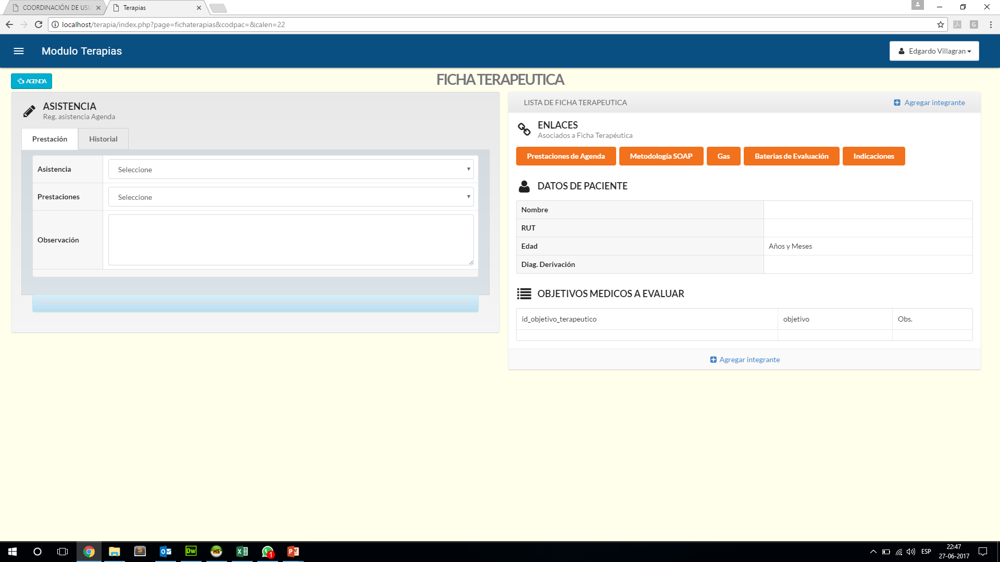 COORDINACIÓN DE USU
Terapias
localhost/terapia/index.php?page=fichaterapias&codpac=&calen=22
Modulo Terapias
Edgardo Villagran
AGENDA
FICHA TERAPEUTICA
ASISTENCIA
Reg. asistencia Agenda
Prestación
Historial
Asistencia
Seleccione
Prestaciones
Seleccione
Observación
LISTA DE FICHA TERAPEUTICA
Agregar integrante
ENLACES
Asociados a Ficha Terapéutica
Prestaciones de Agenda
Metodología SOAP
Gas
Baterias de Evaluación
Indicaciones
DATOS DE PACIENTE
Nombre
RUT
Edad
Años y Meses
Diag. Derivación
OBJETIVOS MEDICOS A EVALUAR
id_objetivo_terapeutico
objetivo
Obs.
Agregar integrante
S
Dw
HS
1
ESP
22:47
27-06-2017